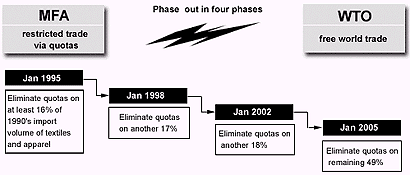 Phase out in four phases
MFA
restricted trade
via quotas
WTO
free world trade
Jan 1995
Eliminate quotas on
at least 16% of
1990's import
volume of textiles
and apparel
Jan 1998
Eliminate quotas
on another 17%
Jan 2002
Eliminate quotas
on another 18%
Jan 2005
Eliminate quotas on
remaining 49%